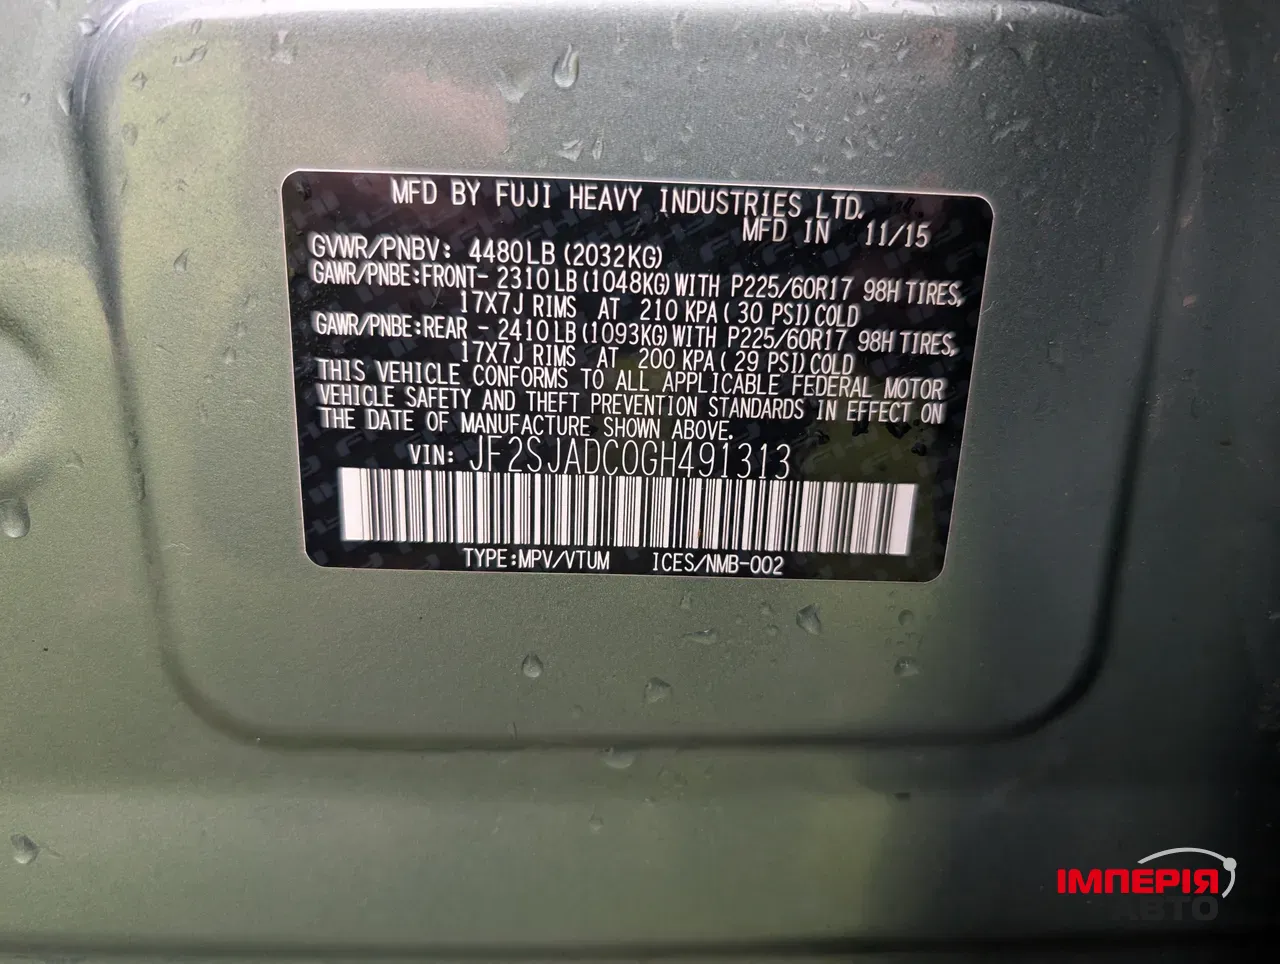 MFD BY FUJI HEAVY INDUSTRIES LTD.
MFD IN 11/15
GVWR/PNBV: 4480LB (2032KG)
GAWR/PNBE:FRONT- 2310LB (1048KG) WITH P225/60R17 98H TIRES,
17X7J RIMS AT 210 KPA (30 PSI) COLD
GAWR/PNBE:REAR - 2410LB (1093KG) WITH P225/60R17 98H TIRES,
17X7J RIMS AT 200 KPA (29 PSI) COLD
THIS VEHICLE CONFORMS TO ALL APPLICABLE FEDERAL MOTOR
VEHICLE SAFETY AND THEFT PREVENTION STANDARDS IN EFFECT ON
THE DATE OF MANUFACTURE SHOWN ABOVE.
VIN: JF2SJADC0GH491313
TYPE:MPV/VTUM ICES/NMB-002
ІМПЕРІЯ
АВТО